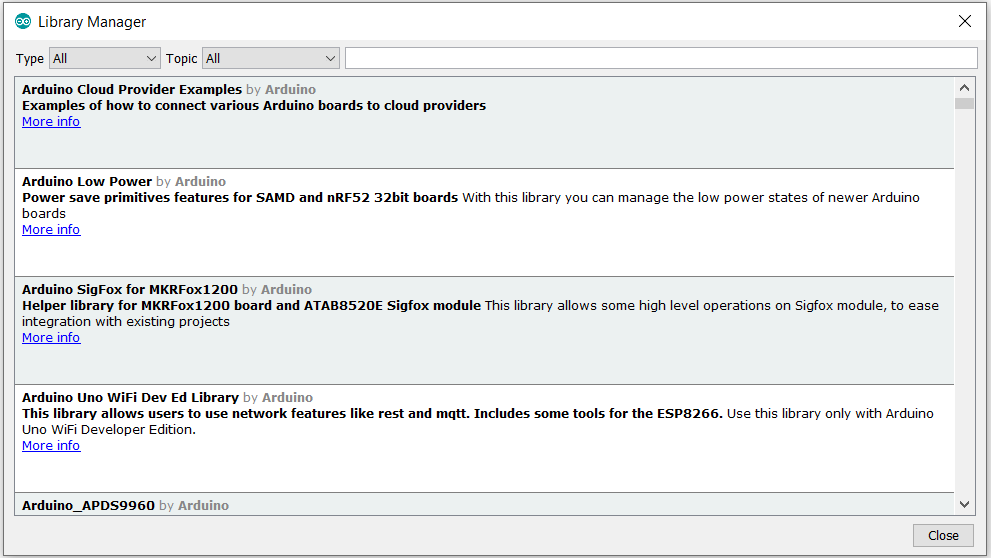 Library Manager
Type All Topic All
Arduino Cloud Provider Examples by Arduino
Examples of how to connect various Arduino boards to cloud providers
More info
Arduino Low Power by Arduino
Power save primitives features for SAMD and nRF52 32bit boards With this library you can manage the low power states of newer Arduino
boards
More info
Arduino SigFox for MKRFox1200 by Arduino
Helper library for MKRFox1200 board and ATAB8520E Sigfox module This library allows some high level operations on Sigfox module, to ease
integration with existing projects
More info
Arduino Uno WiFi Dev Ed Library by Arduino
This library allows users to use network features like rest and mqtt. Includes some tools for the ESP8266. Use this library only with Arduino
Uno WiFi Developer Edition.
More info
Arduino_APDS9960 by Arduino
Close